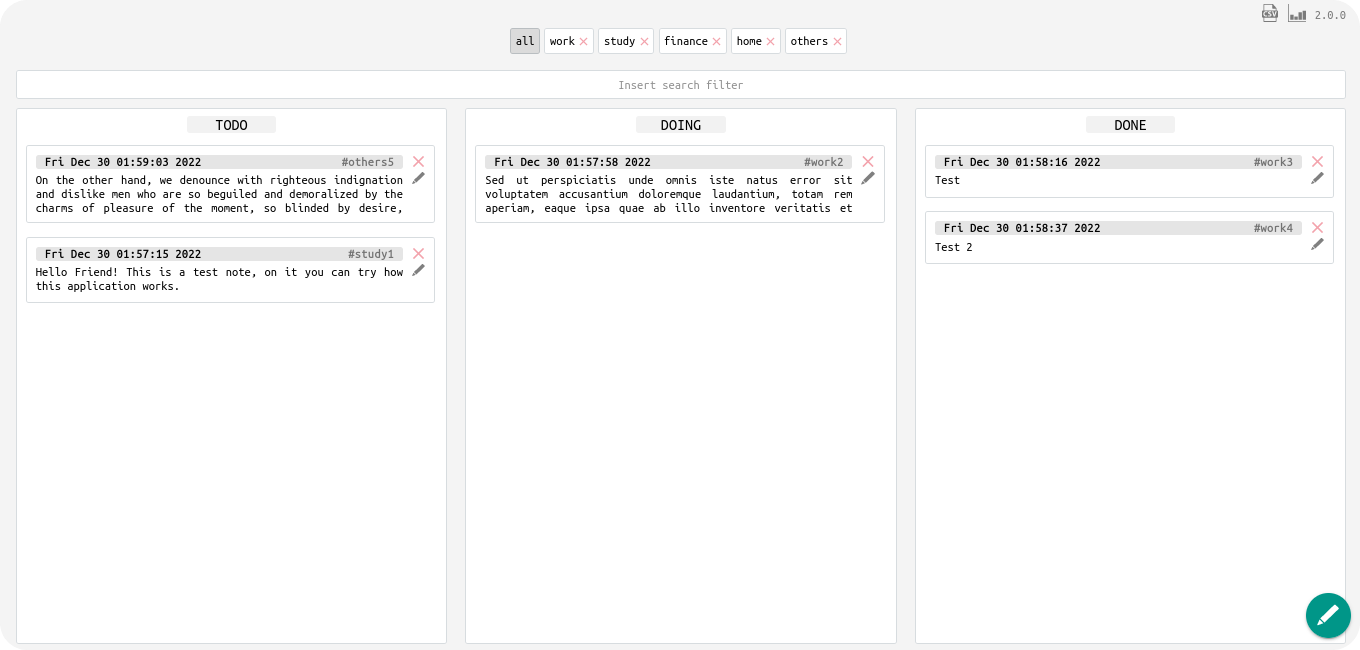 CSV 2.0.0
all work study finance home others
Insert search filter
TODO
Fri Dec 30 01:59:03 2022 #others5
On the other hand, we denounce with righteous indignation
and dislike men who are so beguiled and demoralized by the
charms of pleasure of the moment, so blinded by desire,
Fri Dec 30 01:57:15 2022 #study1
Hello Friend! This is a test note, on it you can try how
this application works.
DOING
Fri Dec 30 01:57:58 2022 #work2
Sed ut perspiciatis unde omnis iste natus error sit
voluptatem accusantium doloremque laudantium, totam rem
aperiam, eaque ipsa quae ab illo inventore veritatis et
DONE
Fri Dec 30 01:58:16 2022 #work3
Test
Fri Dec 30 01:58:37 2022 #work4
Test 2